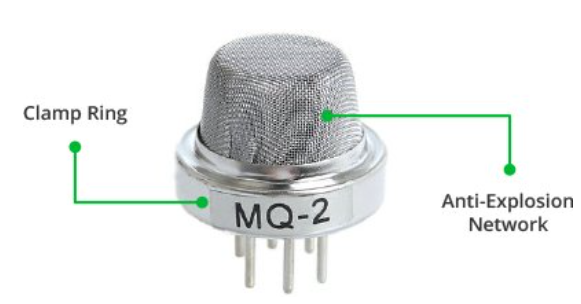 Clamp Ring
MQ-2
Anti-Explosion
Network